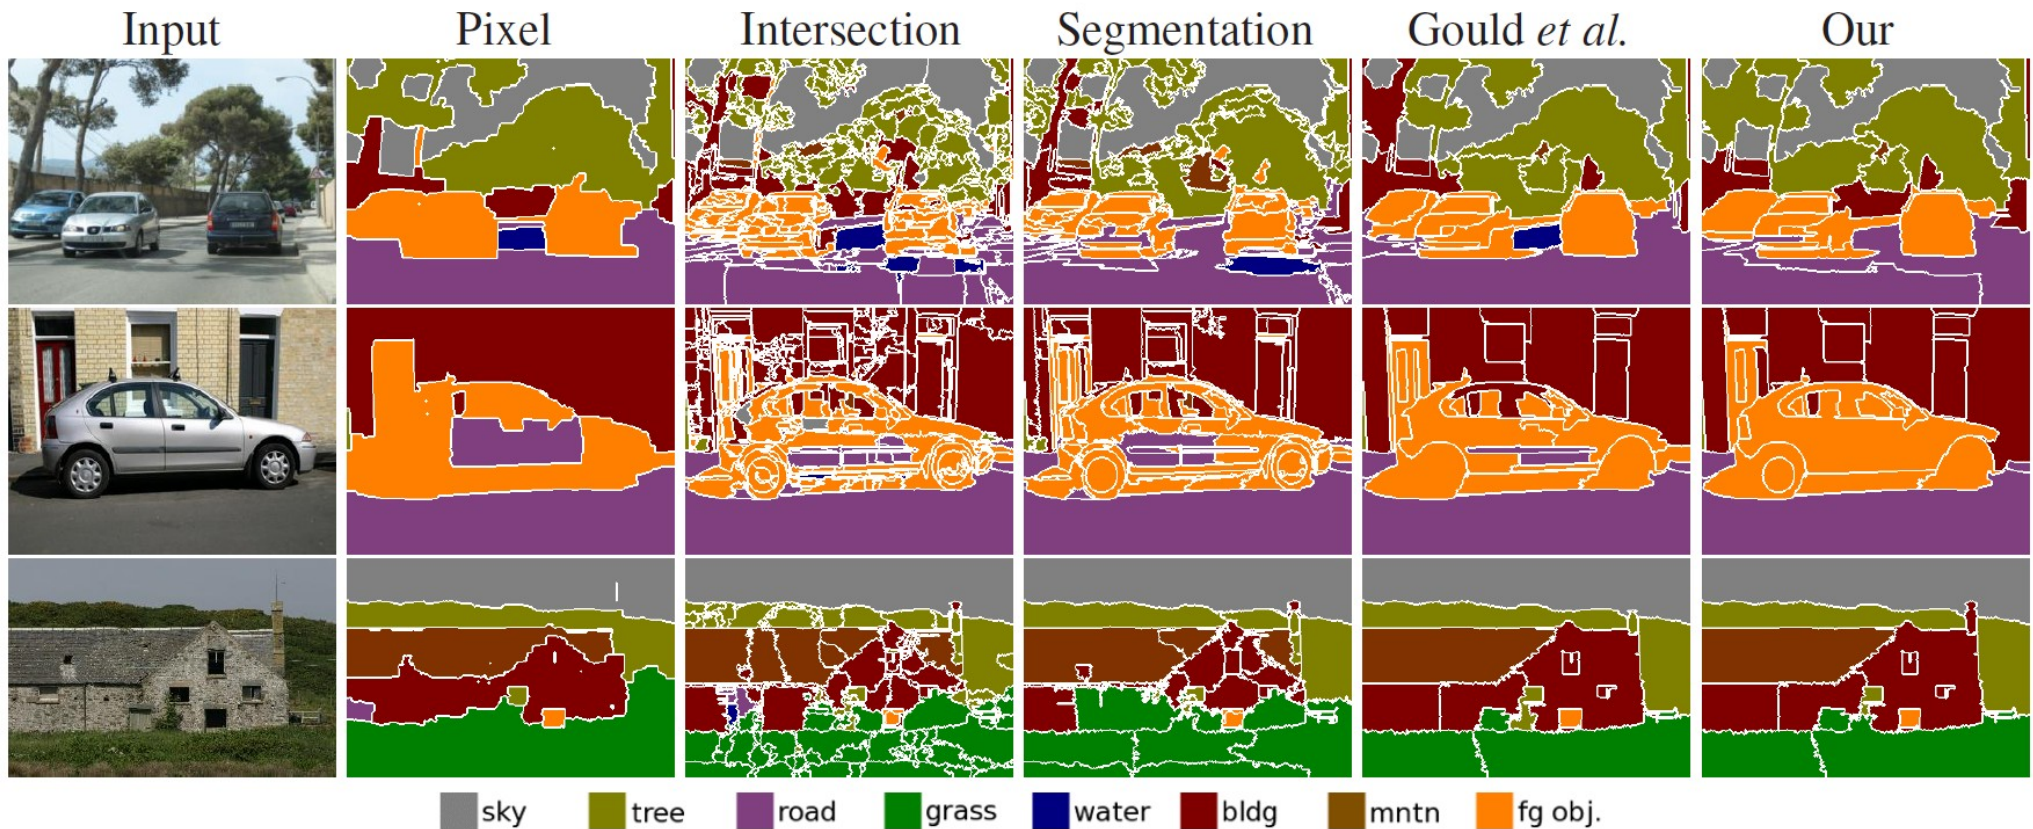 Input Pixel Intersection Segmentation Gould et al. Our
sky tree road grass water bldg mntn fg obj.